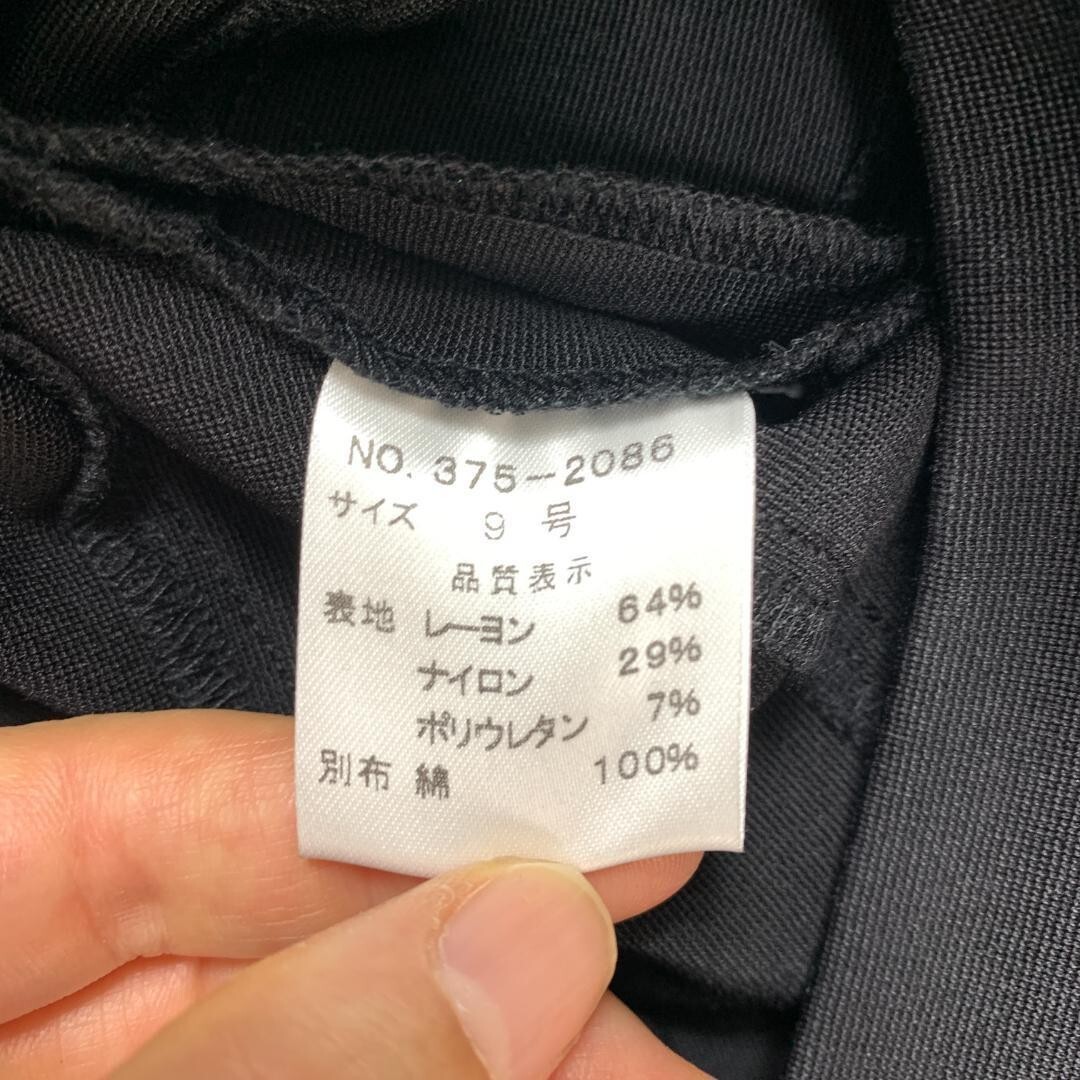 NO. 375-2086
サイズ 9 号
品質表示
表地 レーヨン 64%
ナイロン 29%
ポリウレタン 7%
別布 綿 100%